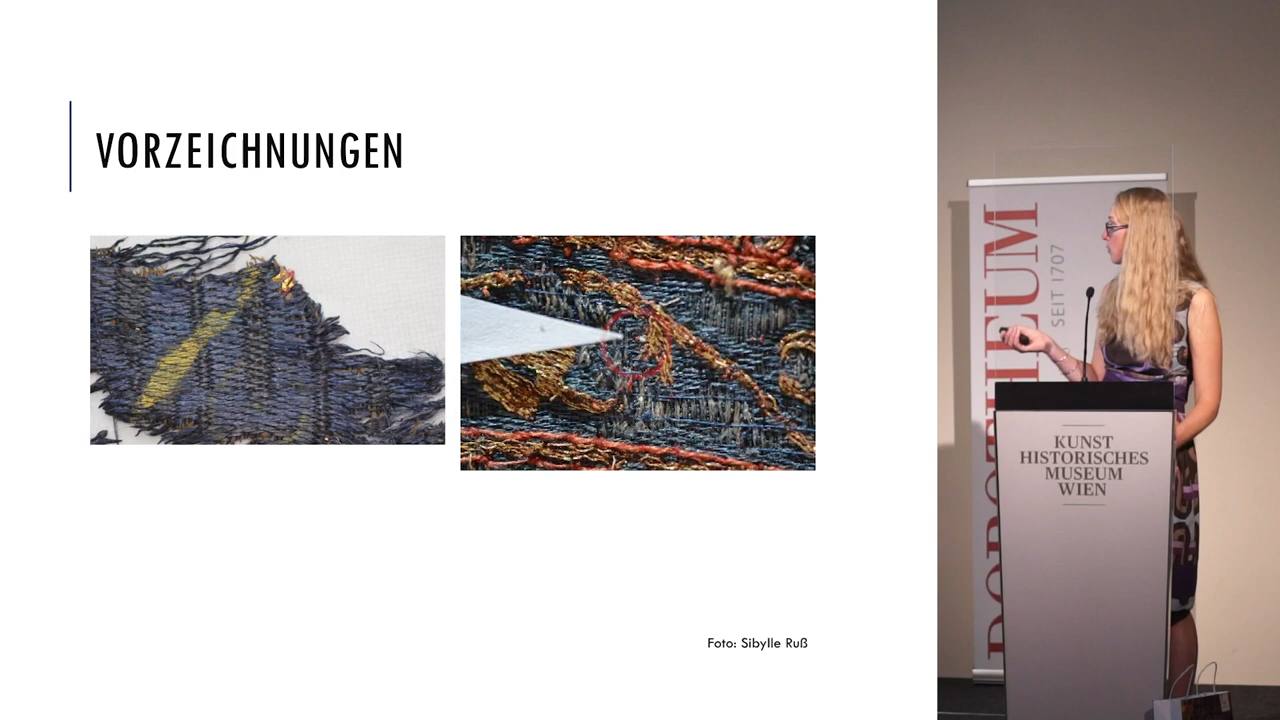 VORZEICHNUNGEN
Foto: Sibylle Ruß
DOROTHEUM
SEIT 1707
KUNST
HISTORISCHES
MUSEUM
WIEN